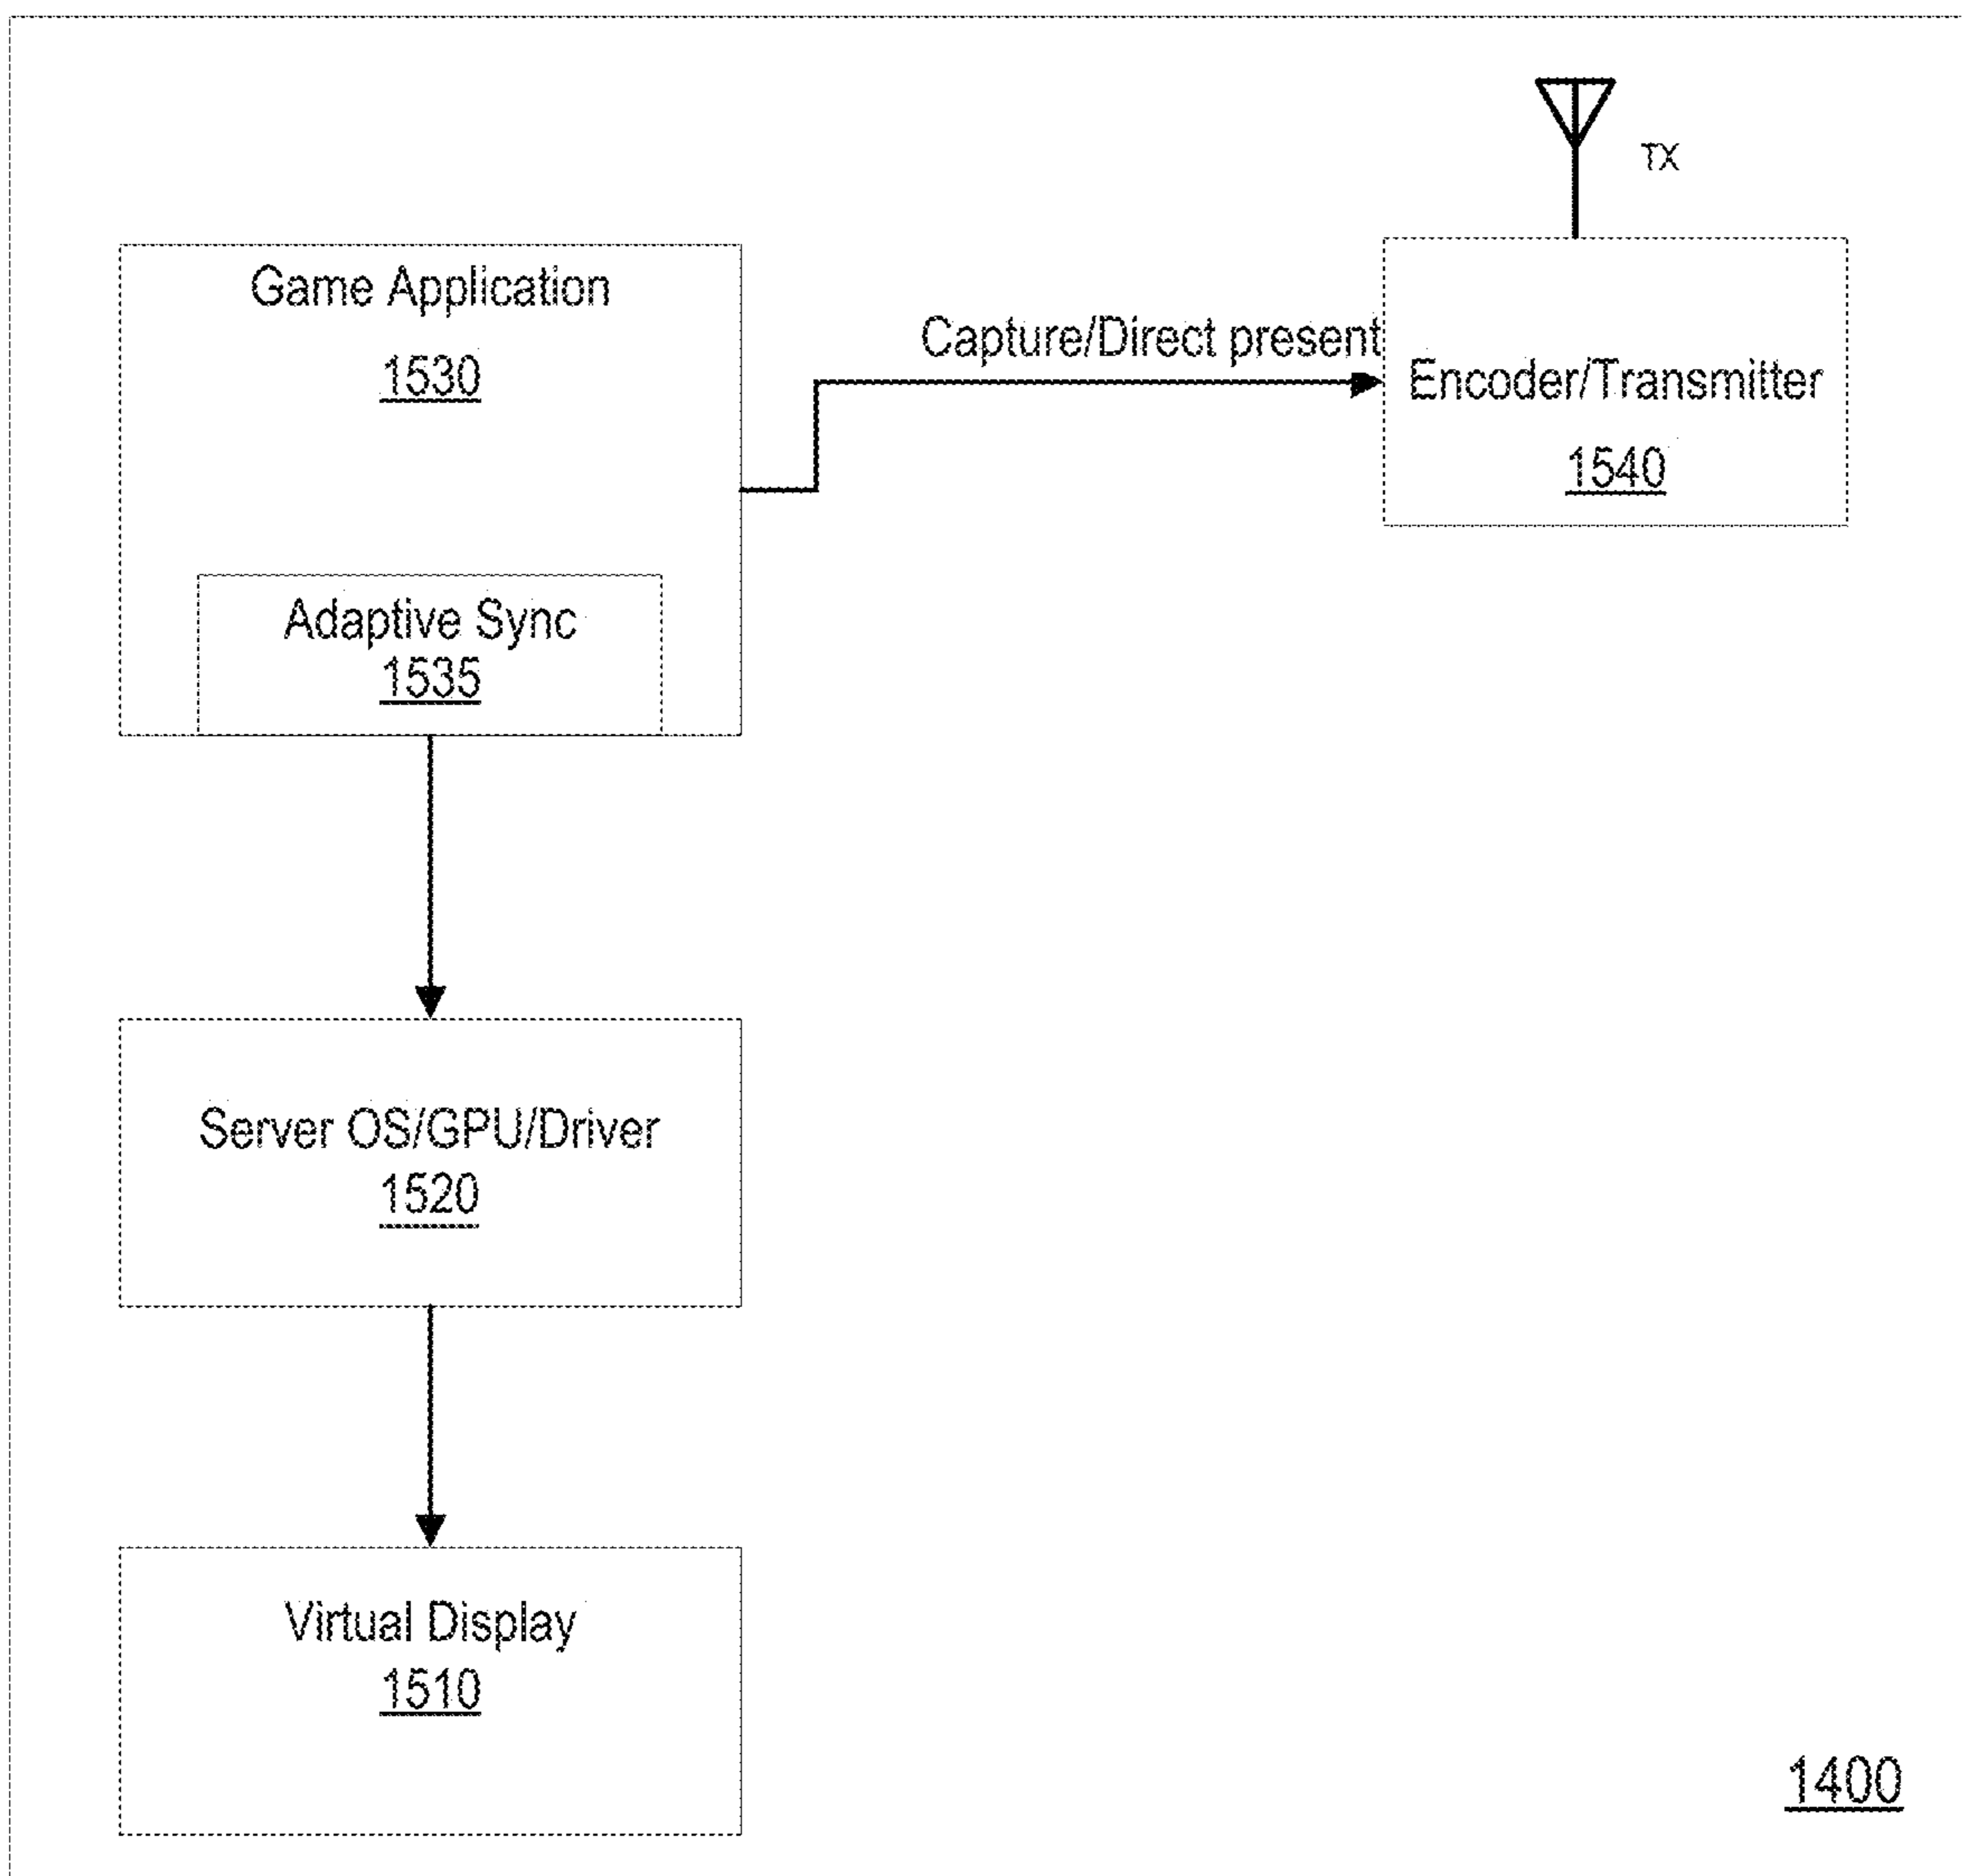 TX
Game Application
1530
Capture/Direct present
Encoder/Transmitter
1540
Adaptive Sync
1535
Server OS/GPU/Driver
1520
Virtual Display
1510
1400